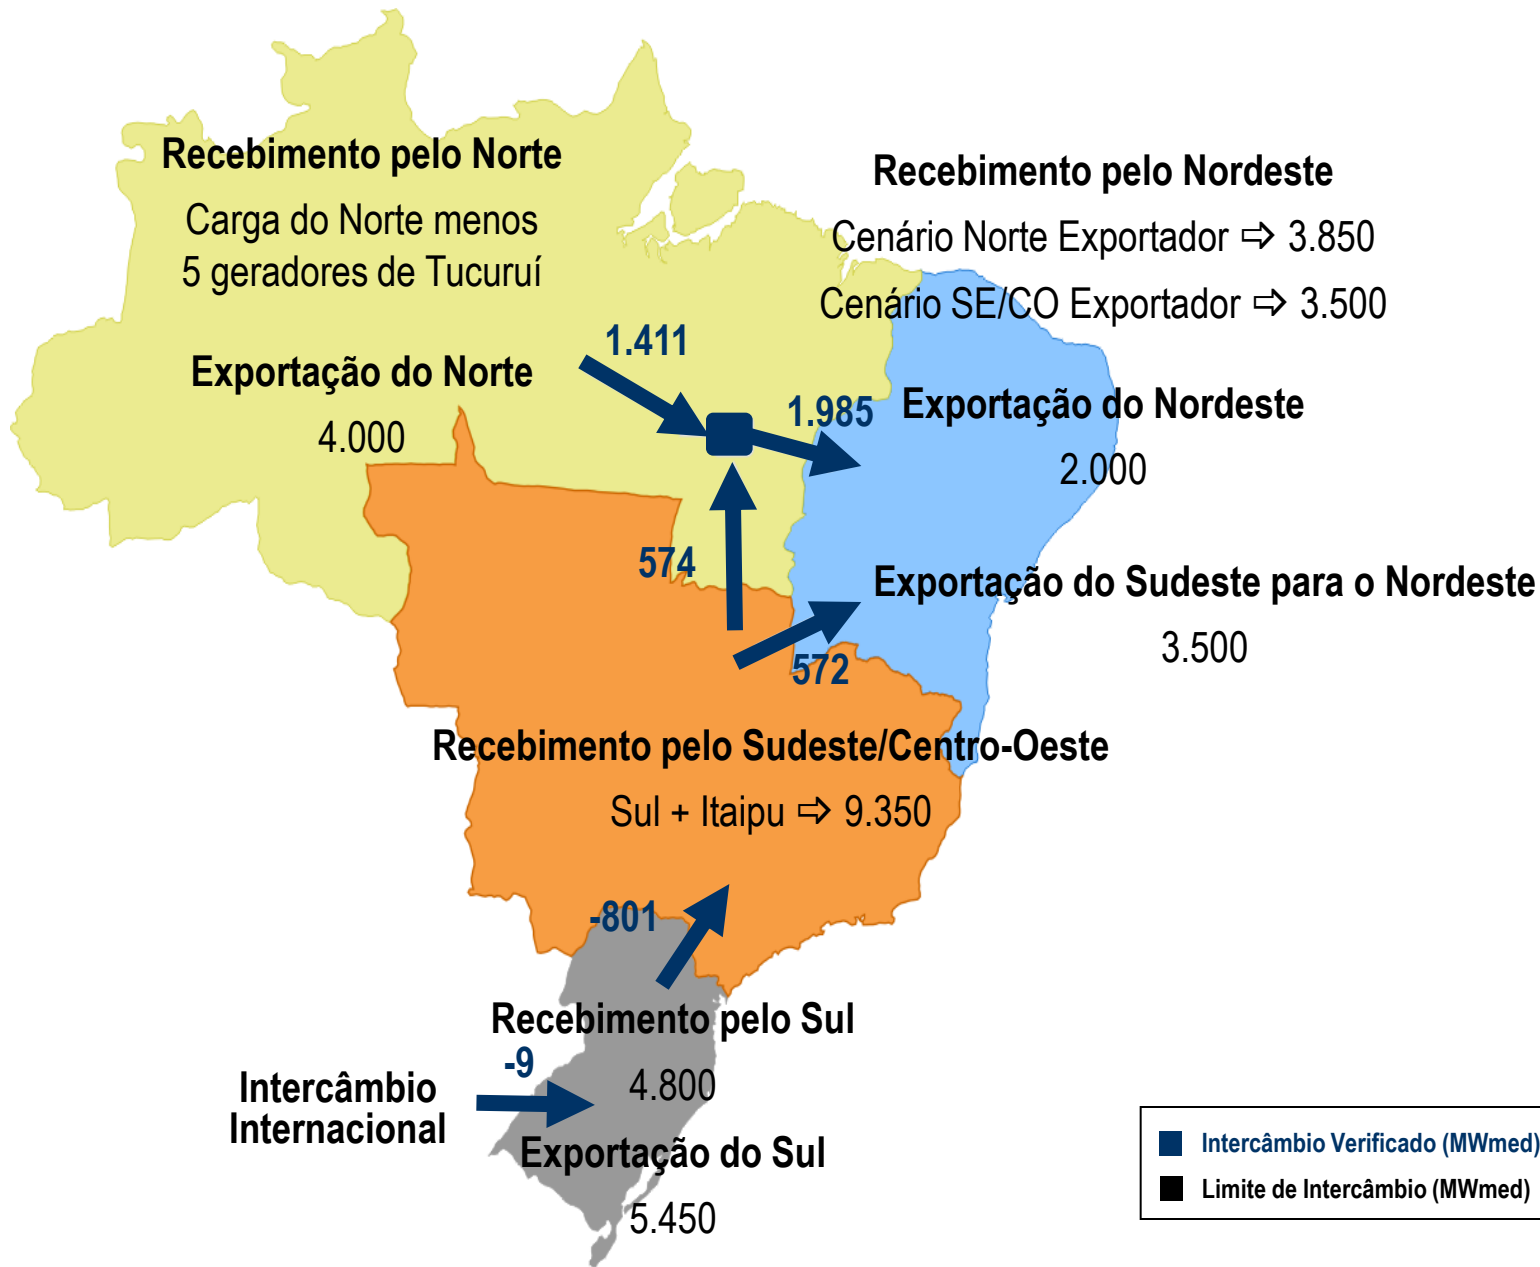 Recebimento pelo Norte
Carga do Norte menos
5 geradores de Tucuruí
Recebimento pelo Nordeste
Cenário Norte Exportador ⇨ 3.850
Cenário SE/CO Exportador ⇨ 3.500
1.411
Exportação do Norte
4.000
1.985
Exportação do Nordeste
2.000
574
Exportação do Sudeste para o Nordeste
3.500
572
Recebimento pelo Sudeste/Centro-Oeste
Sul + Itaipu ⇨ 9.350
-801
Recebimento pelo Sul
4.800
-9
Intercâmbio
Internacional
Exportação do Sul
5.450
Intercâmbio Verificado (MWmed)
Limite de Intercâmbio (MWmed)